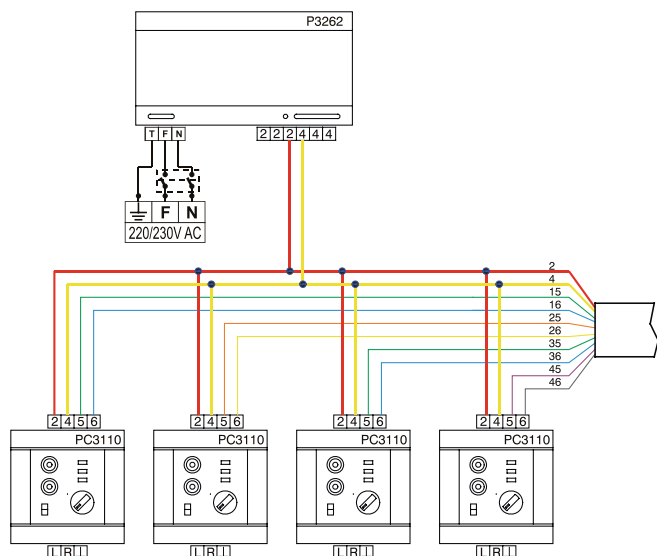 P3262
T F N
2 2 2 4 4 4
F N
220/230V AC
2
4
15
16
25
26
35
36
45
46
2 4 5 6
2 4 5 6
2 4 5 6
2 4 5 6
PC3110
PC3110
PC3110
PC3110
L R ⊥
L R ⊥
L ⊥
L R ⊥